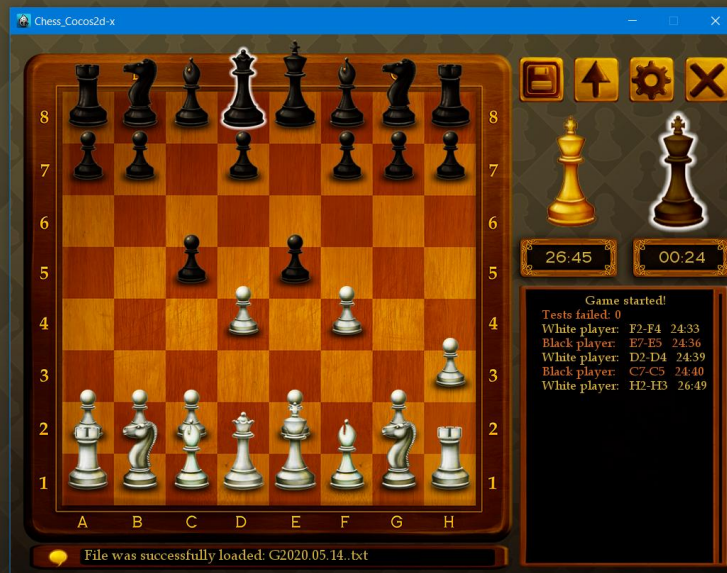 Chess_Cocos2d-x
8 8
7 7
6 6
5 5
4 4
3 3
2 2
1 1
A B C D E F G H
26:45 00:24
Game started!
Tests failed: 0
White player: F2-F4 24:33
Black player: E7-E5 24:36
White player: D2-D4 24:39
Black player: C7-C5 24:40
White player: H2-H3 26:49
File was successfully loaded: G2020.05.14..txt